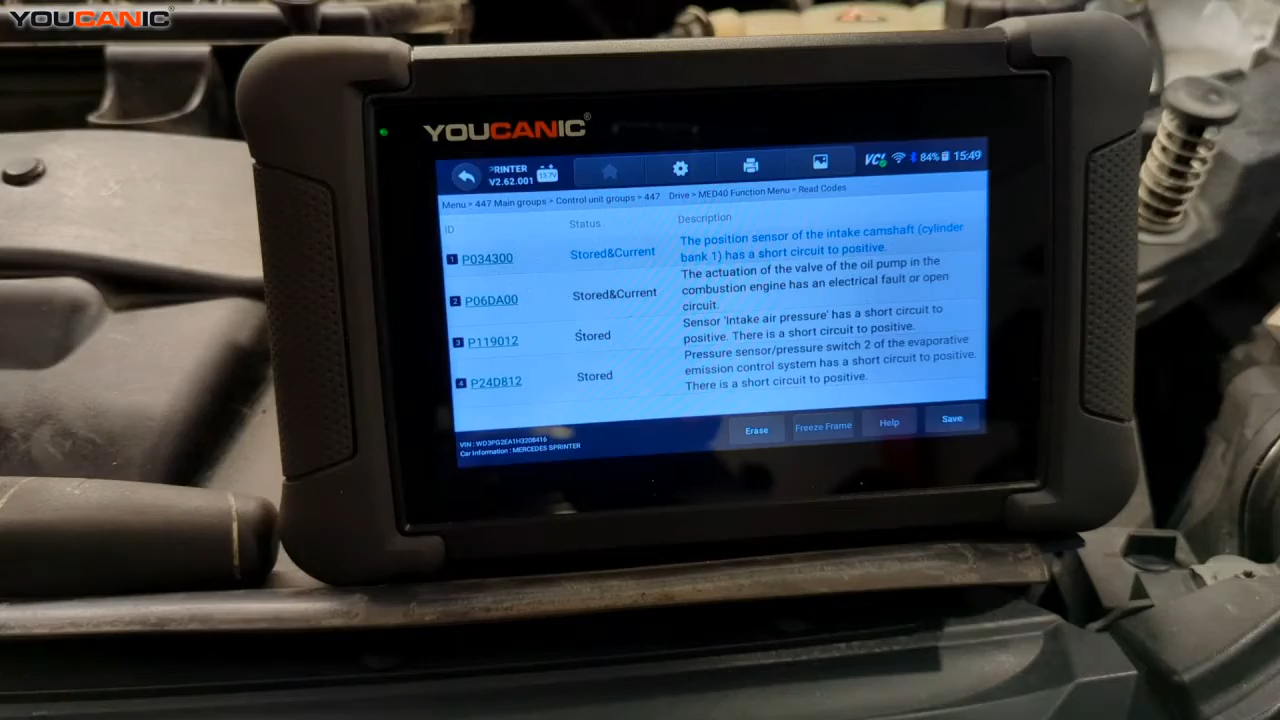 YOUCANIC®
YOUCANIC®
PRINTER
V2.62.001
13.7V
VCI
84%
15:49
Menu > 447 Main groups > Control unit groups > 447 Drive > MED40 Function Menu > Read Codes
ID Status Description
1 P034300 Stored&Current The position sensor of the intake camshaft (cylinder
bank 1) has a short circuit to positive.
2 P06DA00 Stored&Current The actuation of the valve of the oil pump in the
combustion engine has an electrical fault or open
circuit.
3 P119012 Stored Sensor 'Intake air pressure' has a short circuit to
positive. There is a short circuit to positive.
4 P24D812 Stored Pressure sensor/pressure switch 2 of the evaporative
emission control system has a short circuit to positive.
There is a short circuit to positive.
Erase Freeze Frame Help Save
VIN : WD3PG2EA1H3208416
Car Information : MERCEDES SPRINTER